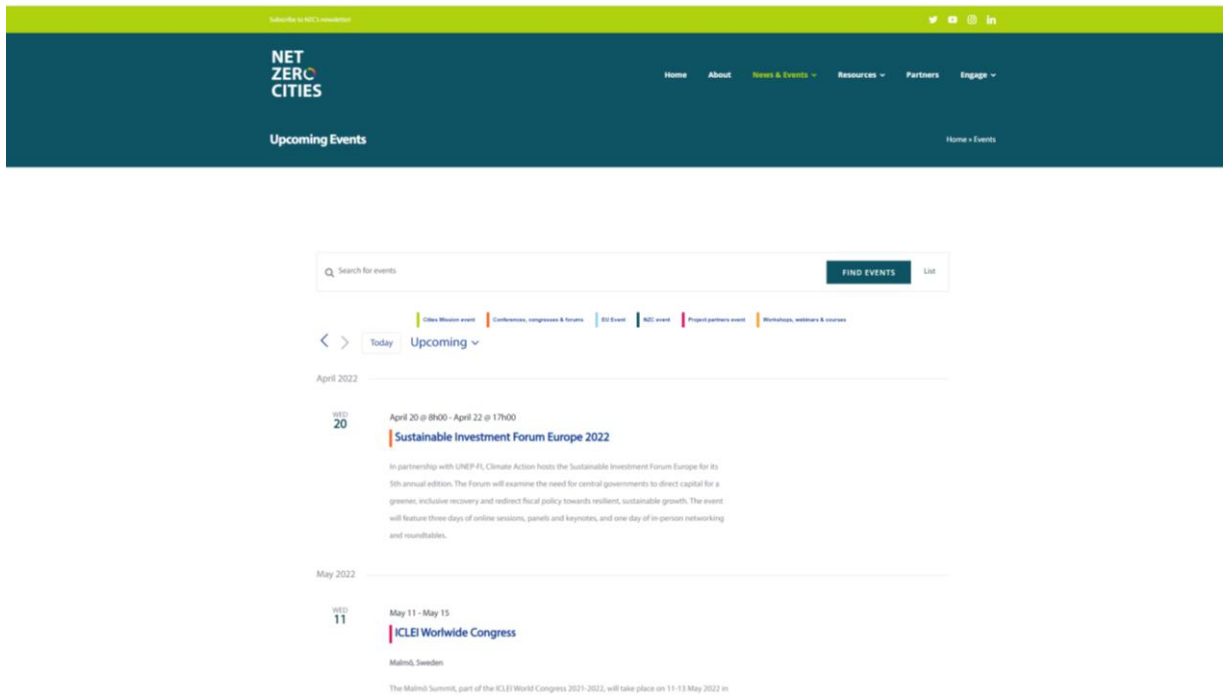 Subscribe to NZC's newsletter
NET
ZERO
CITIES
Home About News & Events Resources Partners Engage
Upcoming Events
Home » Events
Search for events
FIND EVENTS
List
Cities Mission event Conferences, congresses & forums EU Event NZC event Project partners event Workshops, webinars & courses
Today Upcoming
April 2022
WED
20
April 20 @ 8h00 - April 22 @ 17h00
Sustainable Investment Forum Europe 2022
In partnership with UNEP-FI, Climate Action hosts the Sustainable Investment Forum Europe for its
5th annual edition. The Forum will examine the need for central governments to direct capital for a
greener, inclusive recovery and redirect fiscal policy towards resilient, sustainable growth. The event
will feature three days of online sessions, panels and keynotes, and one day of in-person networking
and roundtables.
May 2022
WED
11
May 11 - May 15
ICLEI Worlwide Congress
Malmö, Sweden
The Malmö Summit, part of the ICLEI World Congress 2021-2022, will take place on 11-13 May 2022 in